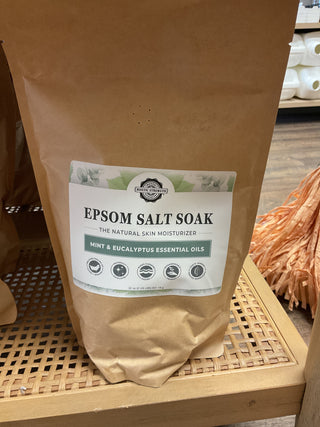 EPSOM SALT SOAK
THE NATURAL SKIN MOISTURIZER
MINT & EUCALYPTUS ESSENTIAL OILS